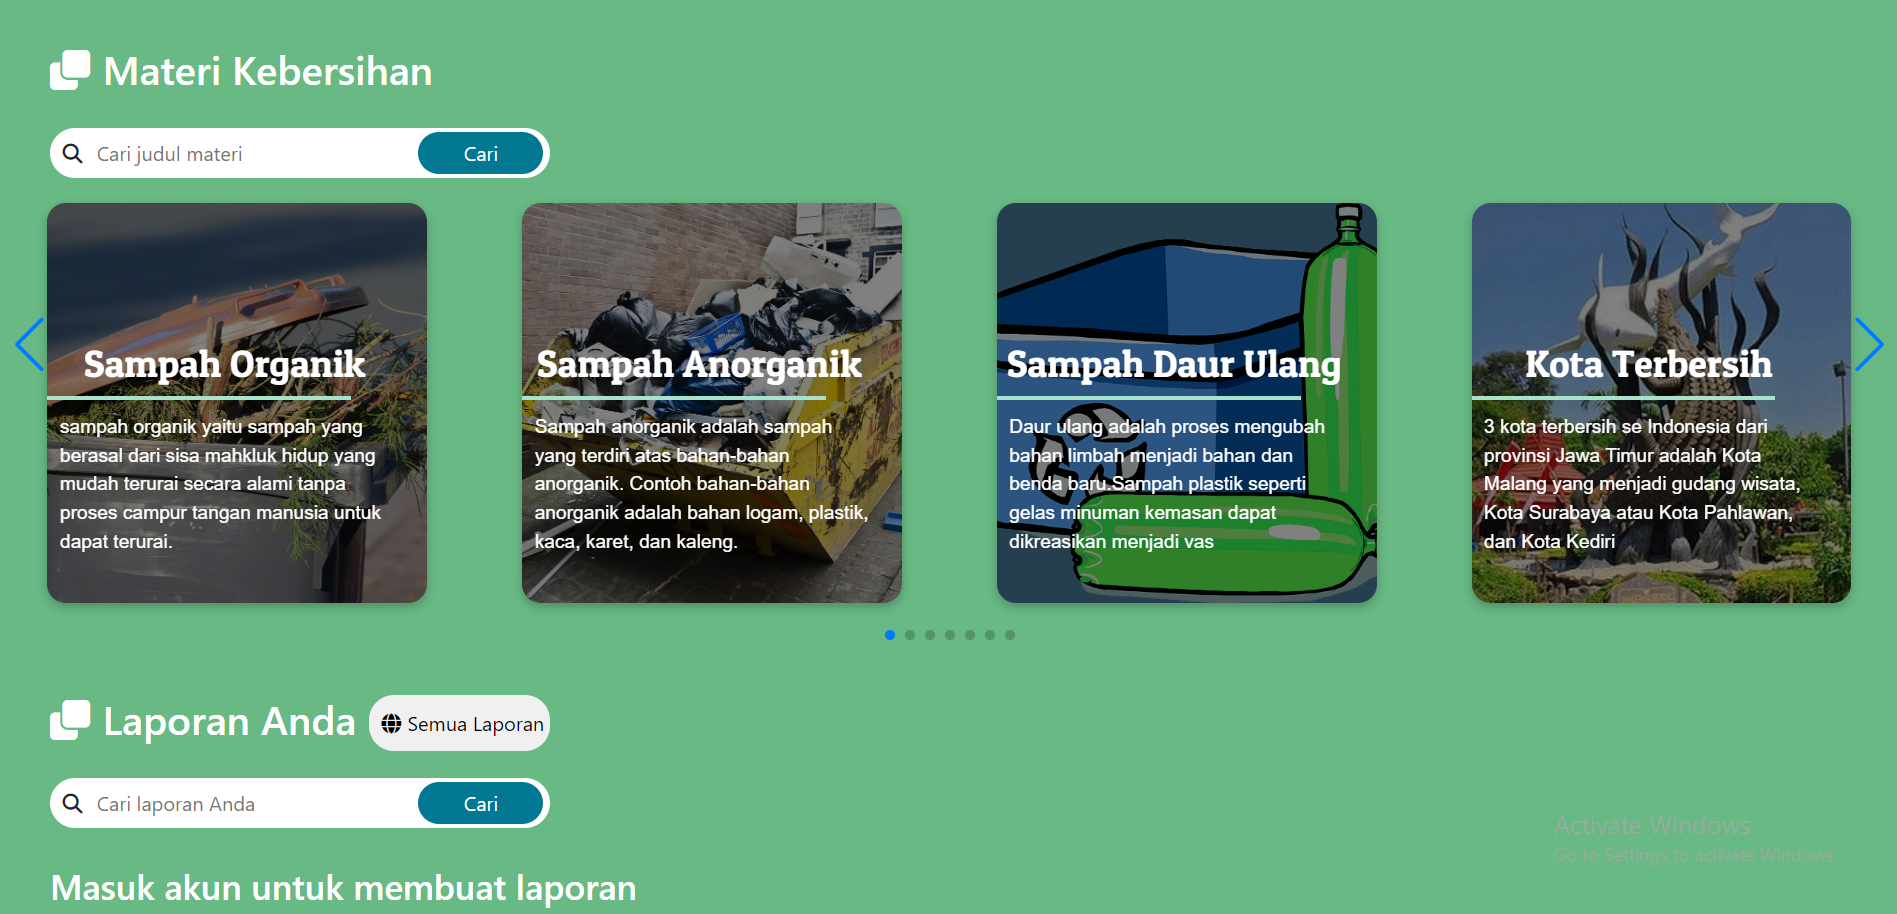 Materi Kebersihan
Cari judul materi
Cari
Sampah Organik
sampah organik yaitu sampah yang
berasal dari sisa mahkluk hidup yang
mudah terurai secara alami tanpa
proses campur tangan manusia untuk
dapat terurai.
Sampah Anorganik
Sampah anorganik adalah sampah
yang terdiri atas bahan-bahan
anorganik. Contoh bahan-bahan
anorganik adalah bahan logam, plastik,
kaca, karet, dan kaleng.
Sampah Daur Ulang
Daur ulang adalah proses mengubah
bahan limbah menjadi bahan dan
benda baru.Sampah plastik seperti
gelas minuman kemasan dapat
dikreasikan menjadi vas
Kota Terbersih
3 kota terbersih se Indonesia dari
provinsi Jawa Timur adalah Kota
Malang yang menjadi gudang wisata,
Kota Surabaya atau Kota Pahlawan,
dan Kota Kediri
Laporan Anda
Semua Laporan
Cari laporan Anda
Cari
Masuk akun untuk membuat laporan
Activate Windows
Go to Settings to activate Windows.